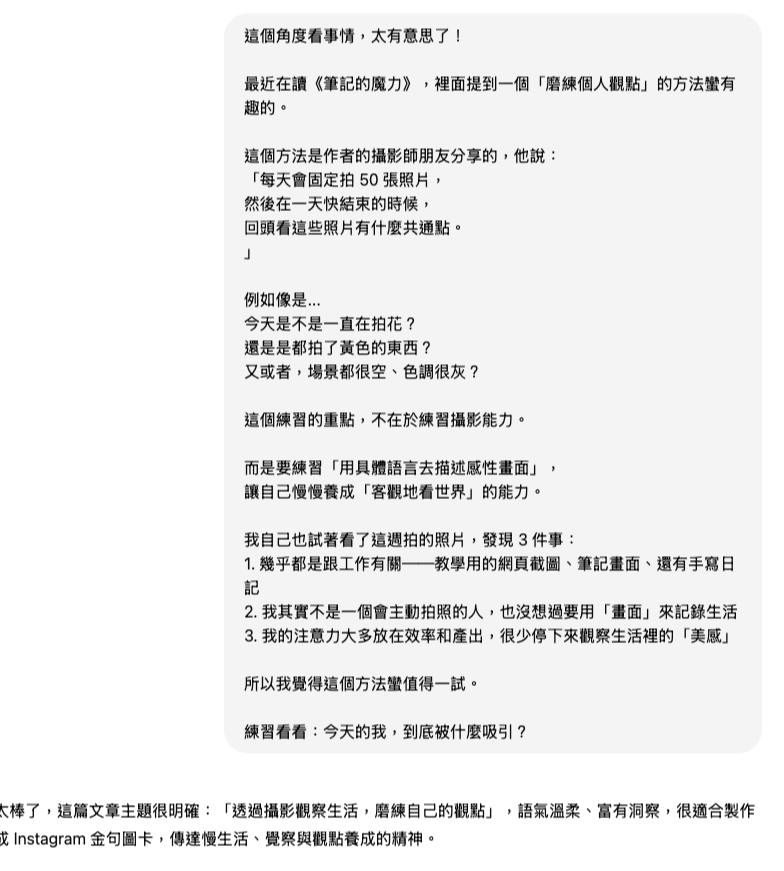 這個角度看事情，太有意思了！
最近在讀《筆記的魔力》，裡面提到一個「磨練個人觀點」的方法蠻有
趣的。
這個方法是作者的攝影師朋友分享的，他說：
「每天會固定拍 50 張照片，
然後在一天快結束的時候，
回頭看這些照片有什麼共通點。
」
例如像是...
今天是不是一直在拍花？
還是是都拍了黃色的東西？
又或者，場景都很空、色調很灰？
這個練習的重點，不在於練習攝影能力。
而是要練習「用具體語言去描述感性畫面」，
讓自己慢慢養成「客觀地看世界」的能力。
我自己也試著看了這週拍的照片，發現 3 件事：
1. 幾乎都是跟工作有關——教學用的網頁截圖、筆記畫面、還有手寫日
記
2. 我其實不是一個會主動拍照的人，也沒想過要用「畫面」來記錄生活
3. 我的注意力大多放在效率和產出，很少停下來觀察生活裡的「美感」
所以我覺得這個方法蠻值得一試。
練習看看：今天的我，到底被什麼吸引？
太棒了，這篇文章主題很明確：「透過攝影觀察生活，磨練自己的觀點」，語氣溫柔、富有洞察，很適合製作
成 Instagram 金句圖卡，傳達慢生活、覺察與觀點養成的精神。